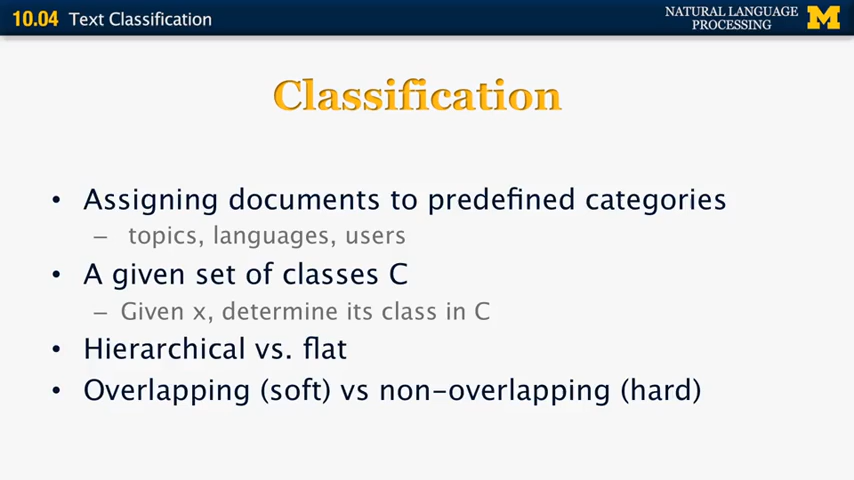 10.04 Text Classification
NATURAL LANGUAGE
PROCESSING
M
Classification
• Assigning documents to predefined categories
– topics, languages, users
• A given set of classes C
– Given x, determine its class in C
• Hierarchical vs. flat
• Overlapping (soft) vs non-overlapping (hard)